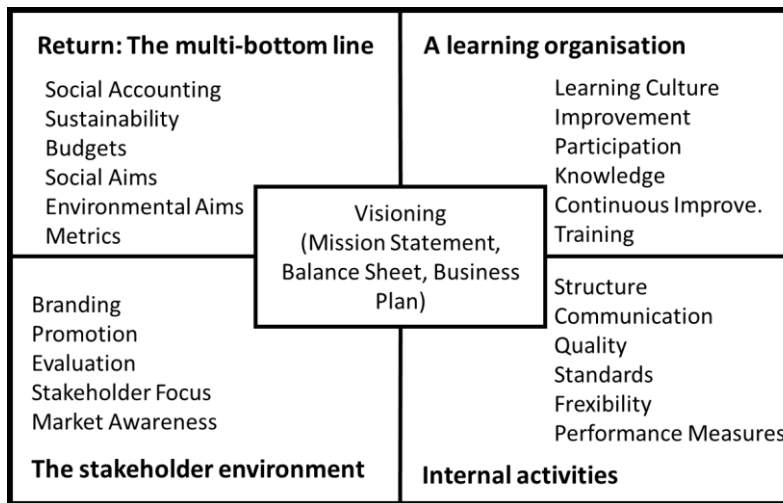 Return: The multi-bottom line
Social Accounting
Sustainability
Budgets
Social Aims
Environmental Aims
Metrics
A learning organisation
Learning Culture
Improvement
Participation
Knowledge
Continuous Improve.
Training
Visioning
(Mission Statement,
Balance Sheet, Business
Plan)
Branding
Promotion
Evaluation
Stakeholder Focus
Market Awareness
The stakeholder environment
Structure
Communication
Quality
Standards
Frexibility
Performance Measures
Internal activities